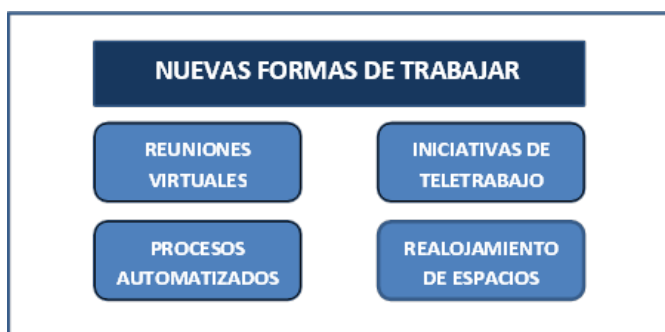 NUEVAS FORMAS DE TRABAJAR
REUNIONES
VIRTUALES
INICIATIVAS DE
TELETRABAJO
PROCESOS
AUTOMATIZADOS
REALOJAMIENTO
DE ESPACIOS